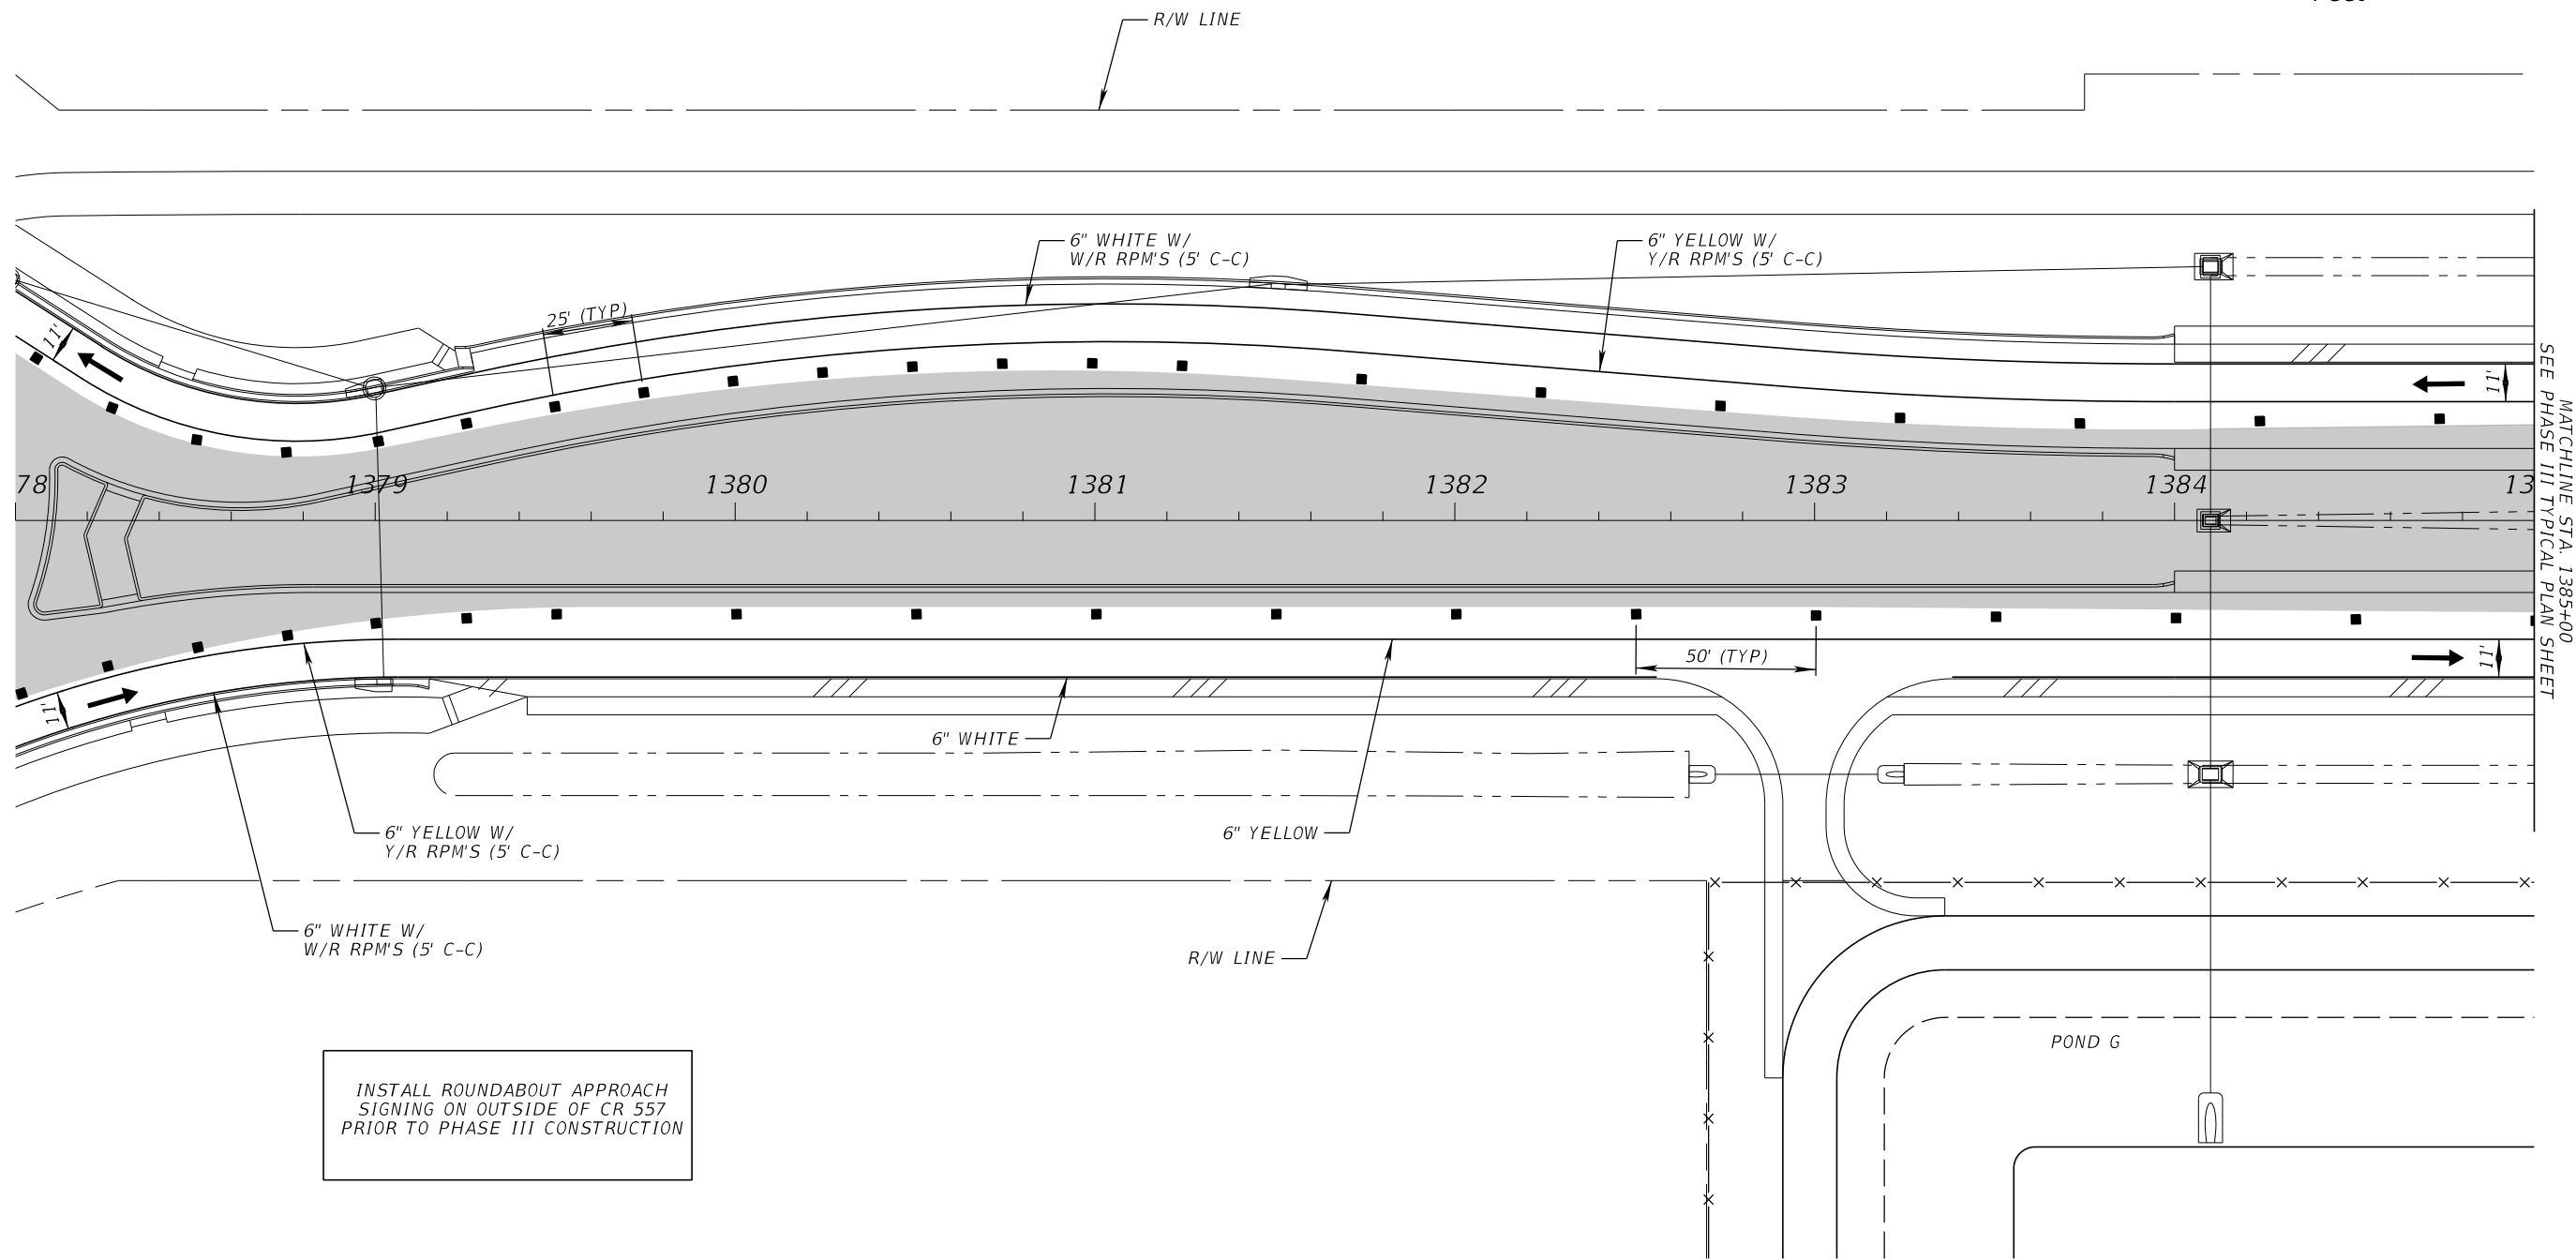 R/W LINE
6" WHITE W/
W/R RPM'S (5' C-C)
6" YELLOW W/
Y/R RPM'S (5' C-C)
25' (TYP)
11'
11'
78
1379
1380
1381
1382
1383
1384
13
MATCHLINE STA. 1385+00
SEE PHASE III TYPICAL PLAN SHEET
50' (TYP)
11'
11'
6" WHITE
6" YELLOW W/
Y/R RPM'S (5' C-C)
6" YELLOW
6" WHITE W/
W/R RPM'S (5' C-C)
R/W LINE
POND G
INSTALL ROUNDABOUT APPROACH
SIGNING ON OUTSIDE OF CR 557
PRIOR TO PHASE III CONSTRUCTION